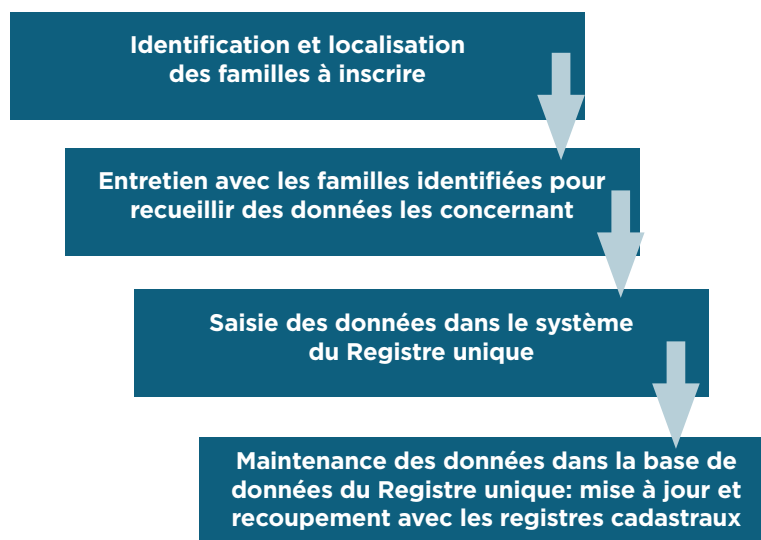 Identification et localisation
des familles à inscrire
Entretien avec les familles identifiées pour
recueillir des données les concernant
Saisie des données dans le système
du Registre unique
Maintenance des données dans la base de
données du Registre unique: mise à jour et
recoupement avec les registres cadastraux